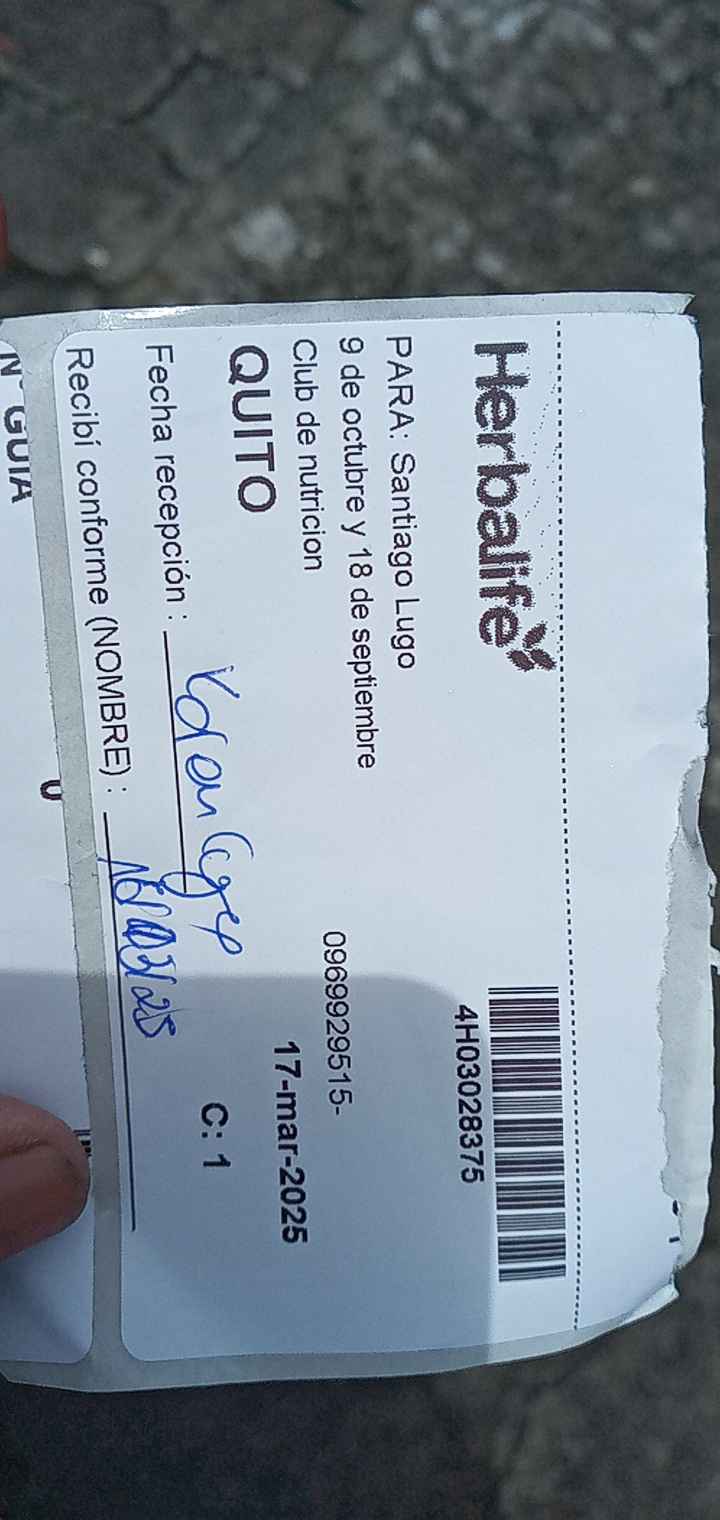 Herbalife
4H03028375
PARA: Santiago Lugo
9 de octubre y 18 de septiembre
0969929515-
Club de nutricion
17-mar-2025
QUITO
C: 1
Fecha recepción :
Recibí conforme (NOMBRE) :
N° GUIA